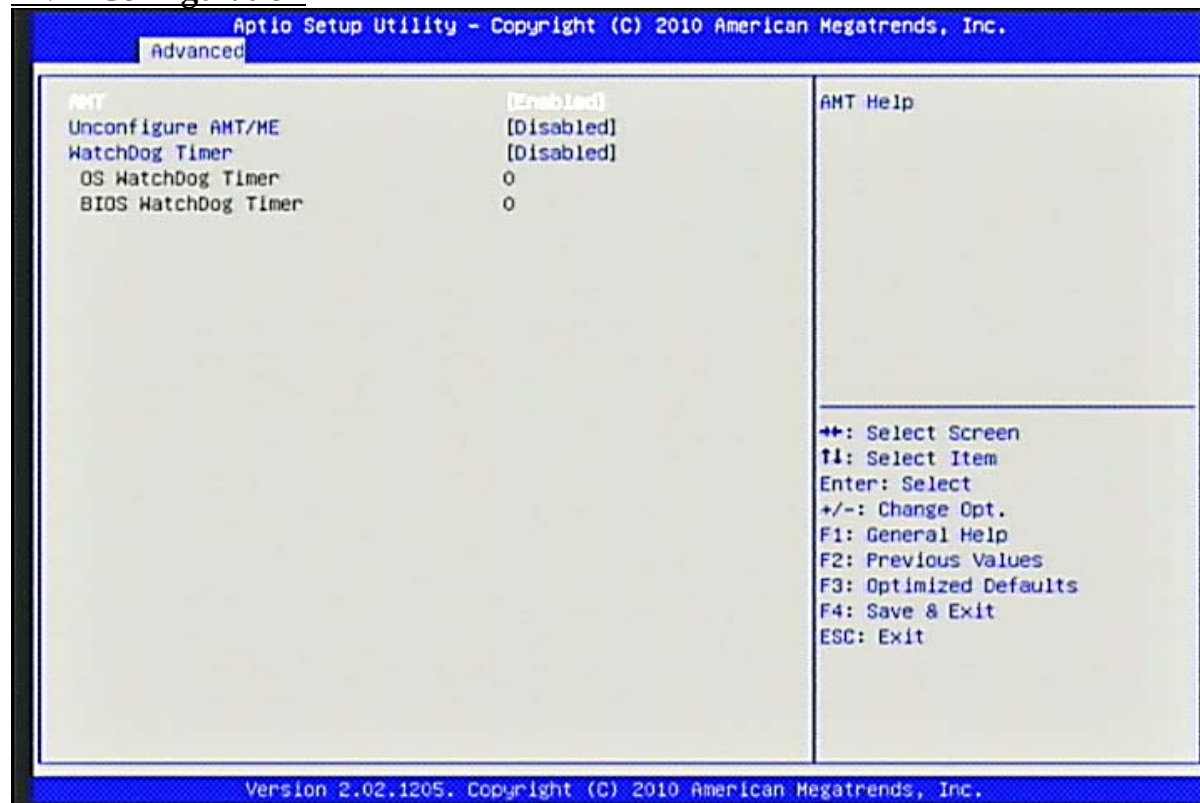 Aptio Setup Utility – Copyright (C) 2010 American Megatrends, Inc.
Advanced
AMT [Enabled]
Unconfigure AMT/ME [Disabled]
WatchDog Timer [Disabled]
OS WatchDog Timer 0
BIOS WatchDog Timer 0
AMT Help
→←: Select Screen
↑↓: Select Item
Enter: Select
+/-: Change Opt.
F1: General Help
F2: Previous Values
F3: Optimized Defaults
F4: Save & Exit
ESC: Exit
Version 2.02.1205. Copyright (C) 2010 American Megatrends, Inc.